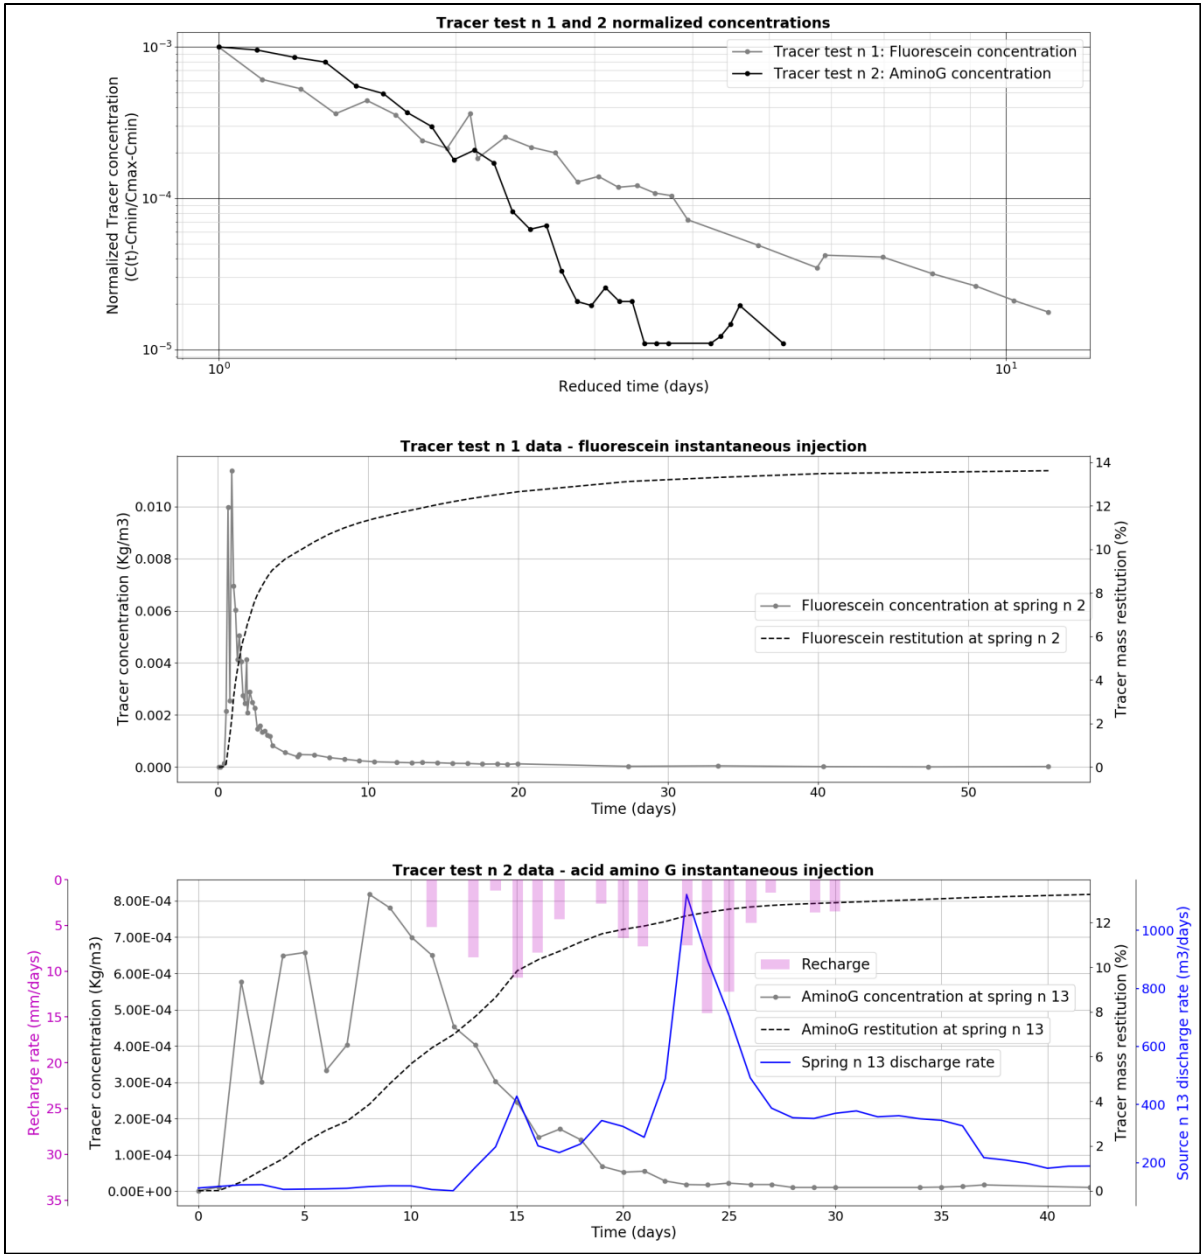 Tracer test n 1 and 2 normalized concentrations
Tracer test n 1: Fluorescein concentration
Tracer test n 2: AminoG concentration
Normalized Tracer concentration
(C(t)-Cmin/Cmax-Cmin)
10⁻³
10⁻⁴
10⁻⁵
10⁰
10¹
Reduced time (days)
Tracer test n 1 data - fluorescein instantaneous injection
Tracer concentration (Kg/m3)
0.010
0.008
0.006
0.004
0.002
0.000
Fluorescein concentration at spring n 2
Fluorescein restitution at spring n 2
14
12
10
8
6
4
2
0
Tracer mass restitution (%)
0 10 20 30 40 50
Time (days)
Tracer test n 2 data - acid amino G instantaneous injection
Recharge rate (mm/days)
0
5
10
15
20
25
30
35
Tracer concentration (Kg/m3)
8.00E-04
7.00E-04
6.00E-04
5.00E-04
4.00E-04
3.00E-04
2.00E-04
1.00E-04
0.00E+00
Recharge
AminoG concentration at spring n 13
AminoG restitution at spring n 13
Spring n 13 discharge rate
12
10
8
6
4
2
0
Tracer mass restitution (%)
1000
800
600
400
200
Source n 13 discharge rate (m3/days)
0 5 10 15 20 25 30 35 40
Time (days)